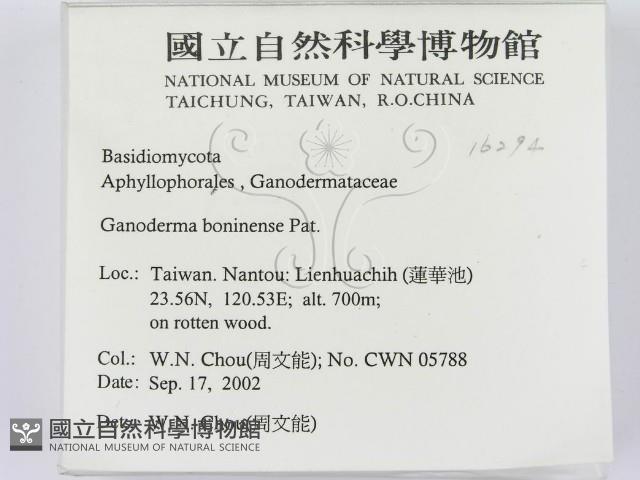 國立自然科學博物館
NATIONAL MUSEUM OF NATURAL SCIENCE
TAICHUNG, TAIWAN, R.O.CHINA
16294
Basidiomycota
Aphyllophorales , Ganodermataceae
Ganoderma boninense Pat.
Loc.: Taiwan. Nantou: Lienhuachih (蓮華池)
23.56N, 120.53E; alt. 700m;
on rotten wood.
Col.: W.N. Chou(周文能); No. CWN 05788
Date: Sep. 17, 2002
Det.: W.N. Chou(周文能)
國立自然科學博物館
NATIONAL MUSEUM OF NATURAL SCIENCE